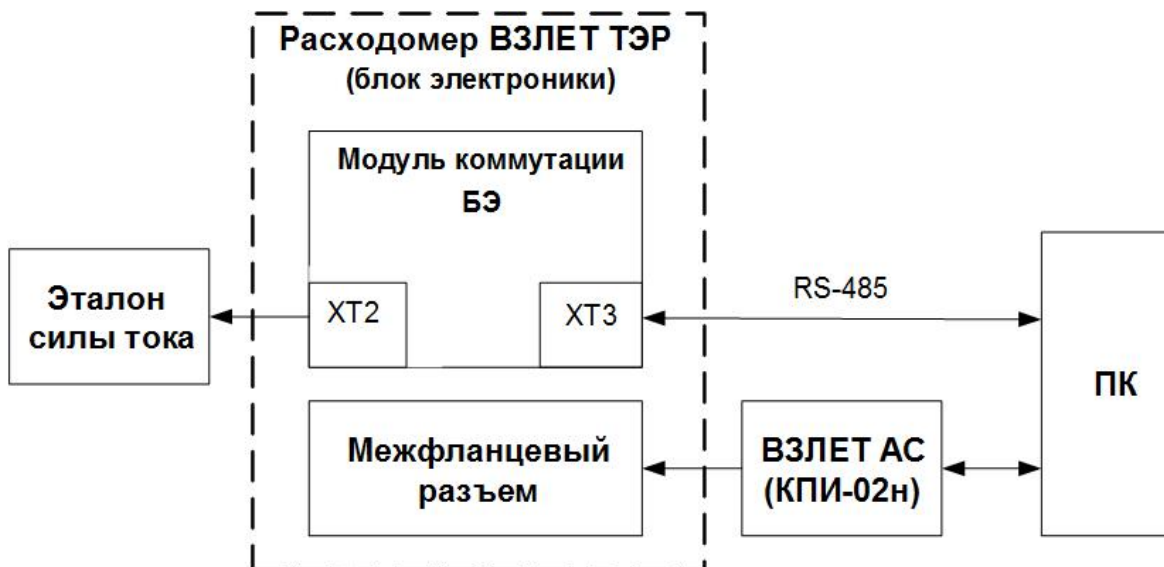 Расходомер ВЗЛЕТ ТЭР
(блок электроники)
Модуль коммутации
БЭ
Эталон
силы тока
XT2
XT3
RS-485
ПК
Межфланцевый
разъем
ВЗЛЕТ АС
(КПИ-02н)